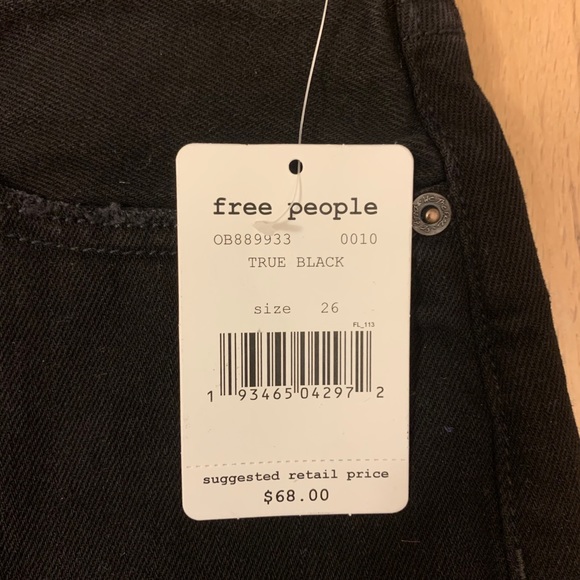 free people
OB889933 0010
TRUE BLACK
size 26
FL_113
1 93465 04297 2
suggested retail price
$68.00